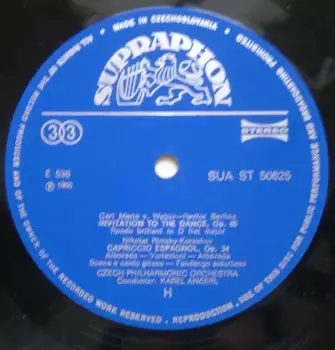 MADE IN CZECHOSLOVAKIA
SUPRAPHON
33
STEREO
E 536
SUA ST 50625
Carl Maria v. Weber—Hector Berlioz
INVITATION TO THE DANCE, Op. 65
Rondo brillant in D flat major
Nikolai Rimsky-Korsakov
CAPRICCIO ESPAGNOL, Op. 34
Alborada — Variazioni — Alborada
Scena e canto gitano — Fandango asturiano
CZECH PHILHARMONIC ORCHESTRA
Conductor: KAREL ANČERL
H
ALL RIGHTS OF THE RECORD PRODUCER AND OF THE OWNER OF THE RECORDED WORK RESERVED - REPRODUCTION, USE OF THIS DISC FOR PUBLIC PERFORMANCE AND BROADCASTING PROHIBITED